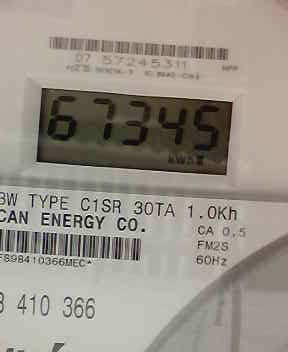 07 57245311
67345
kWh
3W TYPE C1SR 30TA 1.0Kh
CAN ENERGY CO.
CA 0.5
FM2S
60Hz
F898410366MEC*
3 410 366